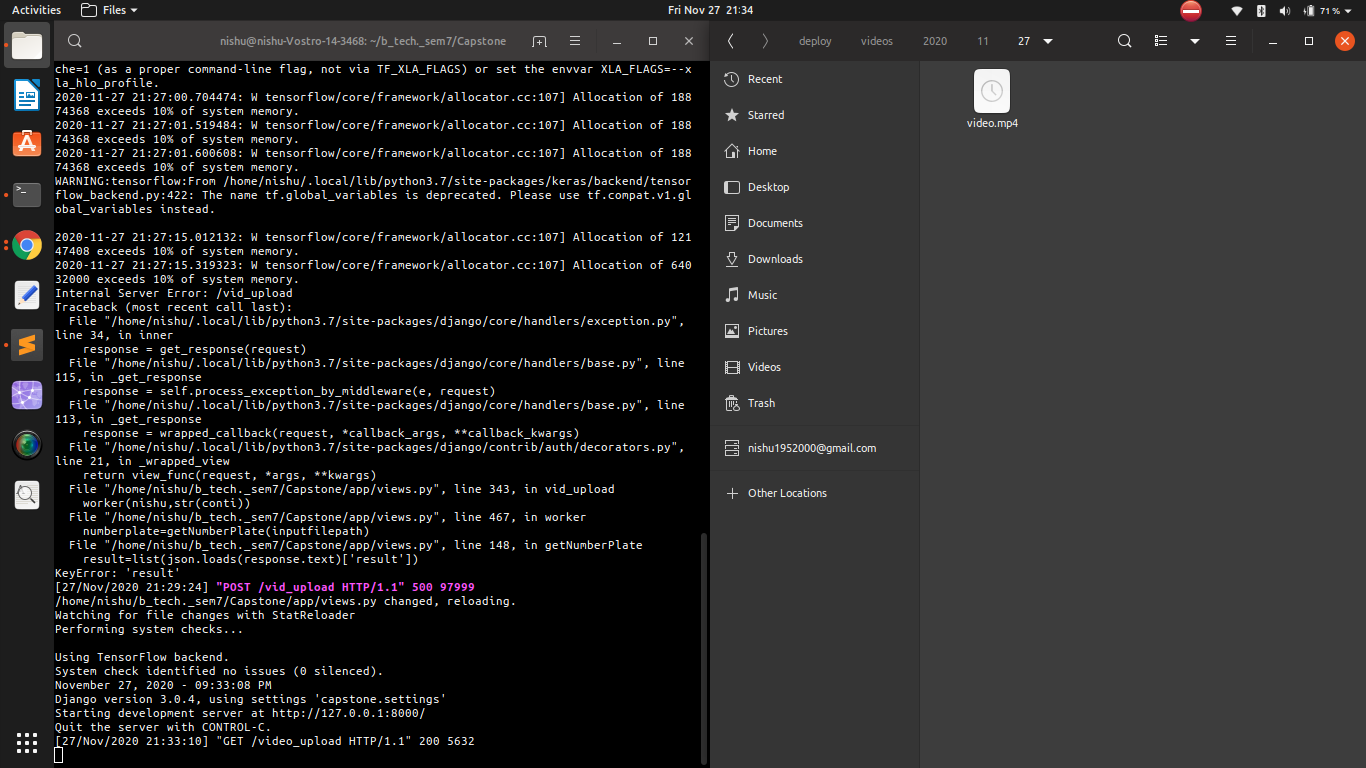 Activities Files Fri Nov 27 21:34 71 %
nishu@nishu-Vostro-14-3468: ~/b_tech._sem7/Capstone
che=1 (as a proper command-line flag, not via TF_XLA_FLAGS) or set the envvar XLA_FLAGS=--x
la_hlo_profile.
2020-11-27 21:27:00.704474: W tensorflow/core/framework/allocator.cc:107] Allocation of 188
74368 exceeds 10% of system memory.
2020-11-27 21:27:01.519484: W tensorflow/core/framework/allocator.cc:107] Allocation of 188
74368 exceeds 10% of system memory.
2020-11-27 21:27:01.600608: W tensorflow/core/framework/allocator.cc:107] Allocation of 188
74368 exceeds 10% of system memory.
WARNING:tensorflow:From /home/nishu/.local/lib/python3.7/site-packages/keras/backend/tensor
flow_backend.py:422: The name tf.global_variables is deprecated. Please use tf.compat.v1.gl
obal_variables instead.
2020-11-27 21:27:15.012132: W tensorflow/core/framework/allocator.cc:107] Allocation of 121
47408 exceeds 10% of system memory.
2020-11-27 21:27:15.319323: W tensorflow/core/framework/allocator.cc:107] Allocation of 640
32000 exceeds 10% of system memory.
Internal Server Error: /vid_upload
Traceback (most recent call last):
File "/home/nishu/.local/lib/python3.7/site-packages/django/core/handlers/exception.py",
line 34, in inner
response = get_response(request)
File "/home/nishu/.local/lib/python3.7/site-packages/django/core/handlers/base.py", line
115, in _get_response
response = self.process_exception_by_middleware(e, request)
File "/home/nishu/.local/lib/python3.7/site-packages/django/core/handlers/base.py", line
113, in _get_response
response = wrapped_callback(request, *callback_args, **callback_kwargs)
File "/home/nishu/.local/lib/python3.7/site-packages/django/contrib/auth/decorators.py",
line 21, in _wrapped_view
return view_func(request, *args, **kwargs)
File "/home/nishu/b_tech._sem7/Capstone/app/views.py", line 343, in vid_upload
worker(nishu,str(conti))
File "/home/nishu/b_tech._sem7/Capstone/app/views.py", line 467, in worker
numberplate=getNumberPlate(inputfilepath)
File "/home/nishu/b_tech._sem7/Capstone/app/views.py", line 148, in getNumberPlate
result=list(json.loads(response.text)['result'])
KeyError: 'result'
[27/Nov/2020 21:29:24] "POST /vid_upload HTTP/1.1" 500 97999
/home/nishu/b_tech._sem7/Capstone/app/views.py changed, reloading.
Watching for file changes with StatReloader
Performing system checks...
Using TensorFlow backend.
System check identified no issues (0 silenced).
November 27, 2020 - 09:33:08 PM
Django version 3.0.4, using settings 'capstone.settings'
Starting development server at http://127.0.0.1:8000/
Quit the server with CONTROL-C.
[27/Nov/2020 21:33:10] "GET /video_upload HTTP/1.1" 200 5632
deploy videos 2020 11 27
Recent
Starred
Home
Desktop
Documents
Downloads
Music
Pictures
Videos
Trash
nishu1952000@gmail.com
Other Locations
video.mp4